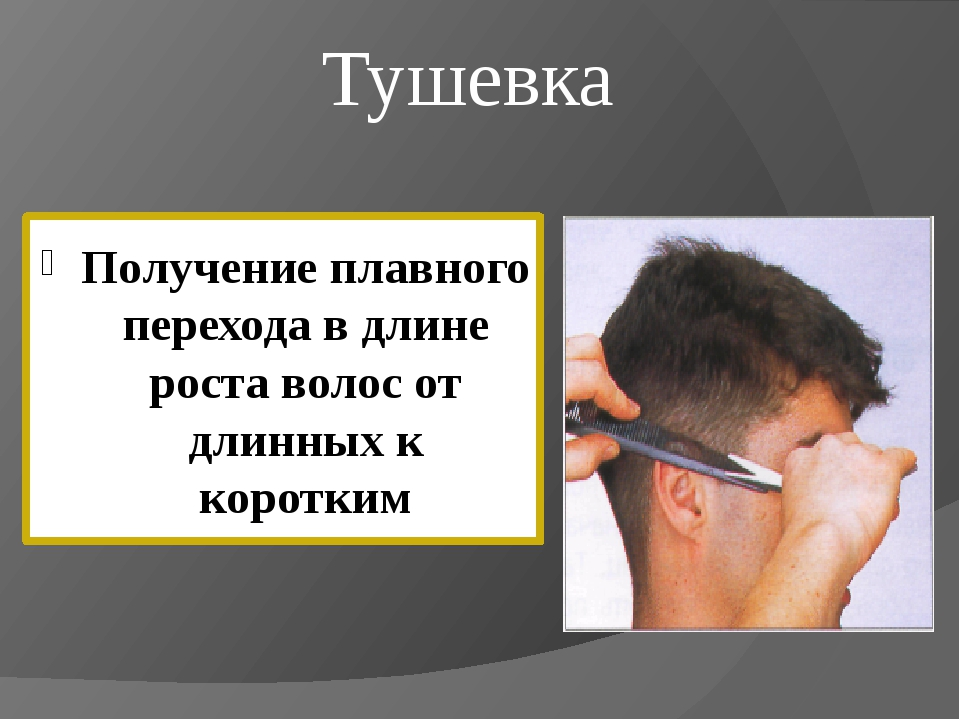 Тушевка
Получение плавного
перехода в длине
роста волос от
длинных к
коротким